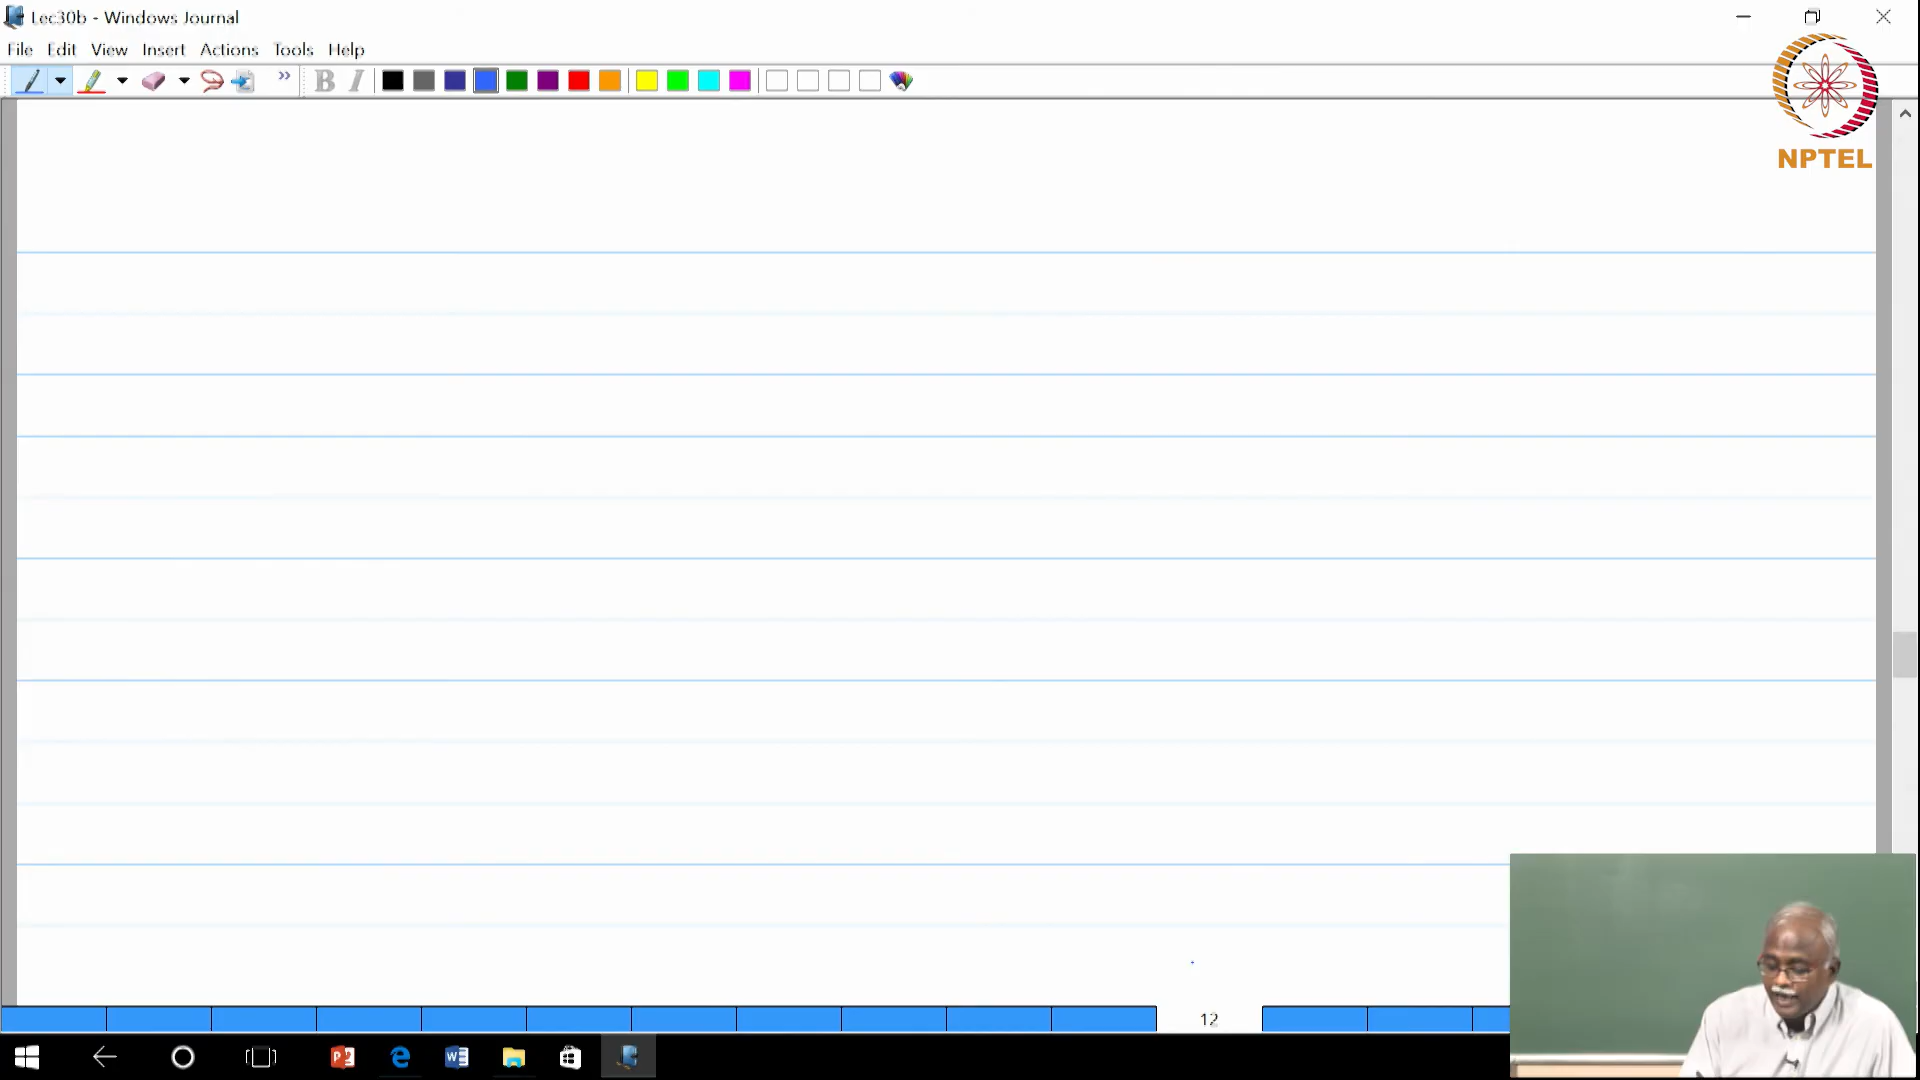 Lec30b - Windows Journal
File Edit View Insert Actions Tools Help
B I
NPTEL
12